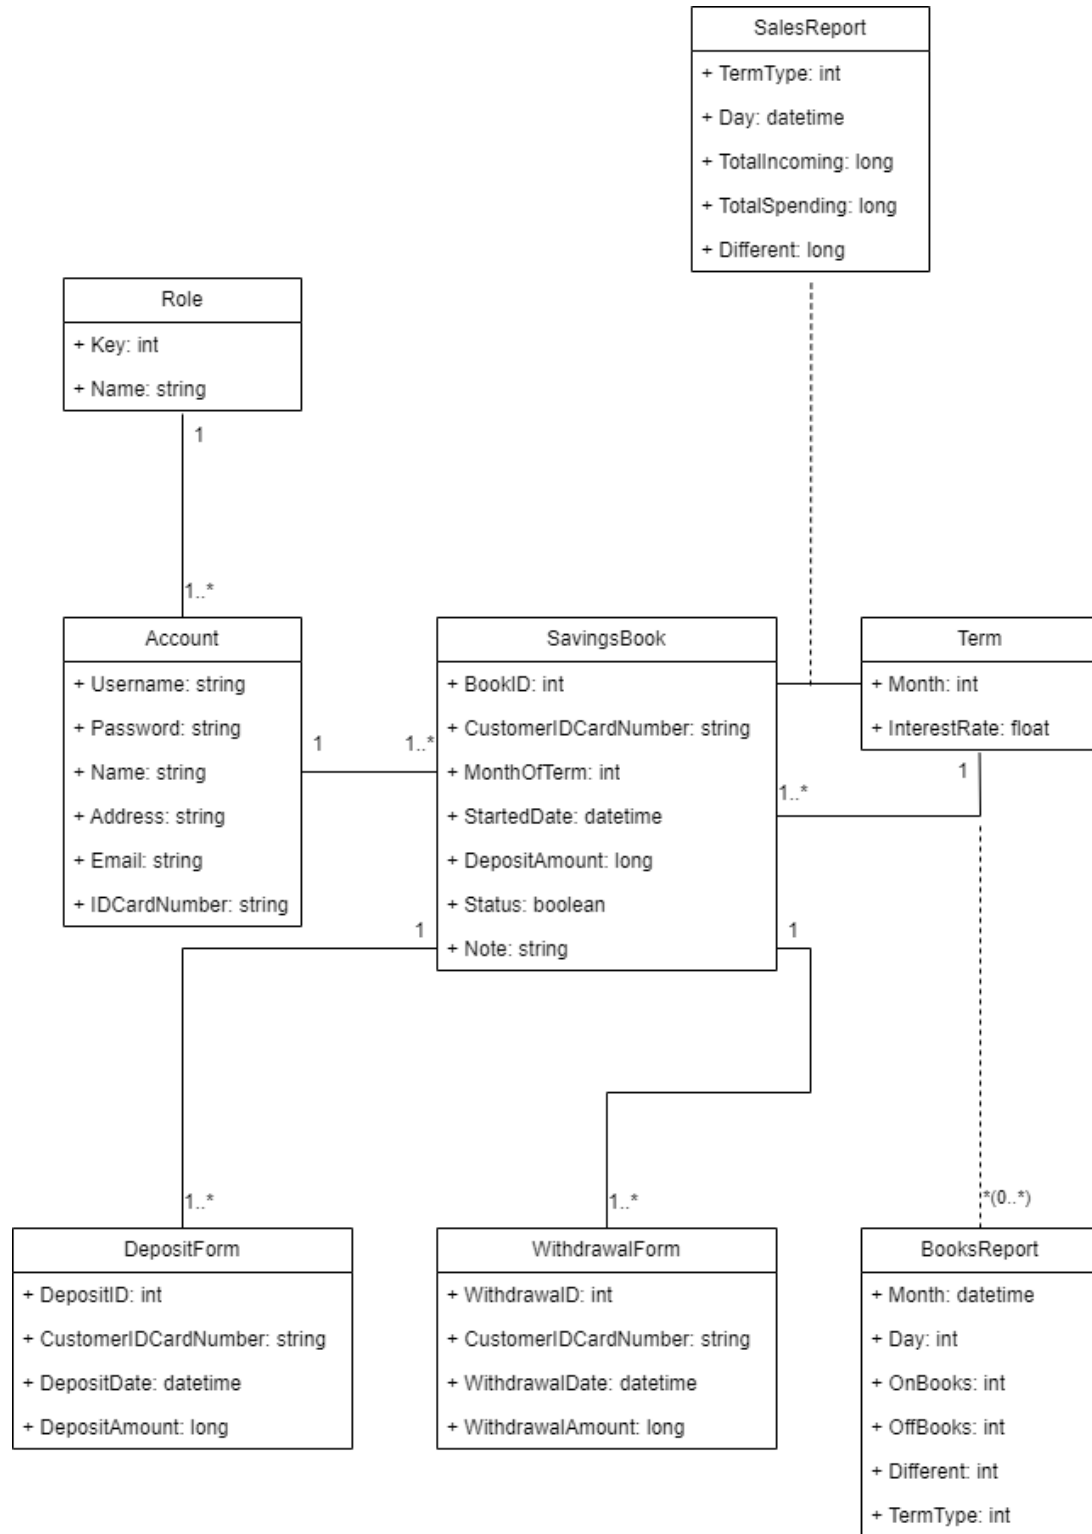 SalesReport
+ TermType: int
+ Day: datetime
+ TotalIncoming: long
+ TotalSpending: long
+ Different: long
Role
+ Key: int
+ Name: string
1
1..*
Account
+ Username: string
+ Password: string
+ Name: string
+ Address: string
+ Email: string
+ IDCardNumber: string
1
1..*
SavingsBook
+ BookID: int
+ CustomerIDCardNumber: string
+ MonthOfTerm: int
+ StartedDate: datetime
+ DepositAmount: long
+ Status: boolean
+ Note: string
Term
+ Month: int
+ InterestRate: float
1
1..*
1
1
1..*
1..*
*(0..*)
DepositForm
+ DepositID: int
+ CustomerIDCardNumber: string
+ DepositDate: datetime
+ DepositAmount: long
WithdrawalForm
+ WithdrawalD: int
+ CustomerIDCardNumber: string
+ WithdrawalDate: datetime
+ WithdrawalAmount: long
BooksReport
+ Month: datetime
+ Day: int
+ OnBooks: int
+ OffBooks: int
+ Different: int
+ TermType: int